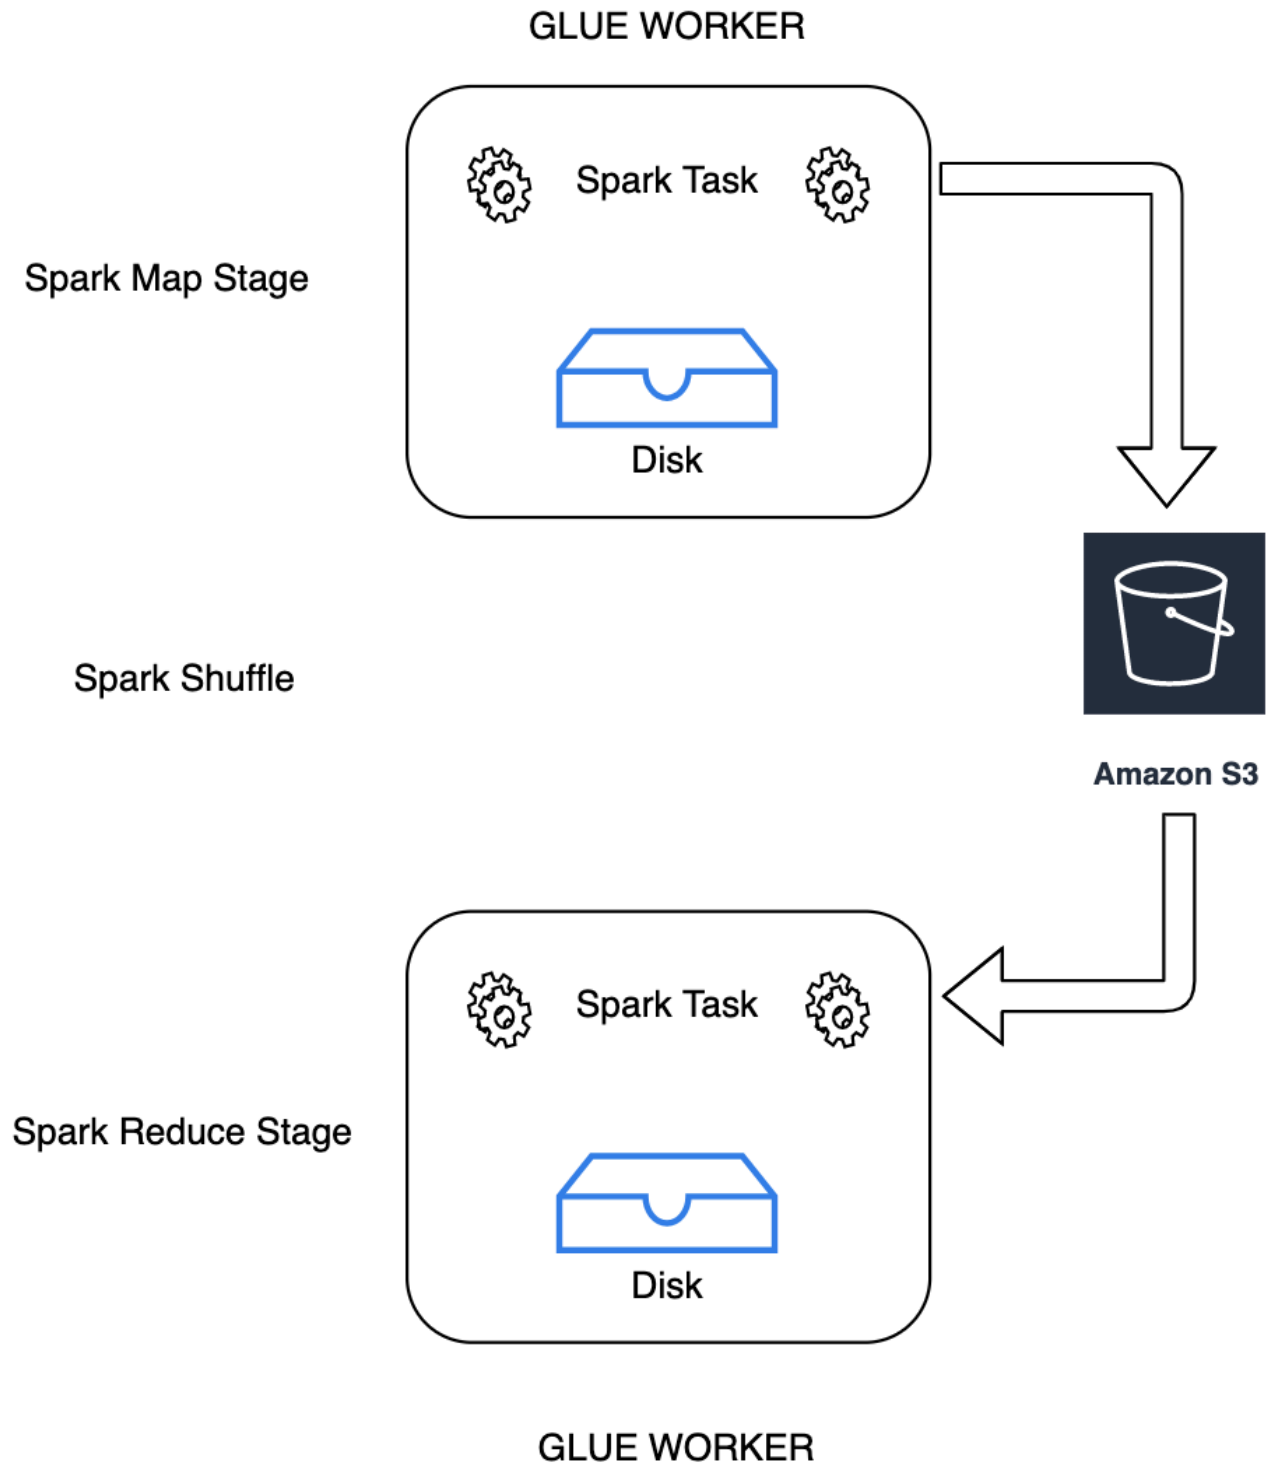 GLUE WORKER
Spark Task
Spark Map Stage
Disk
Spark Shuffle
Amazon S3
Spark Task
Spark Reduce Stage
Disk
GLUE WORKER